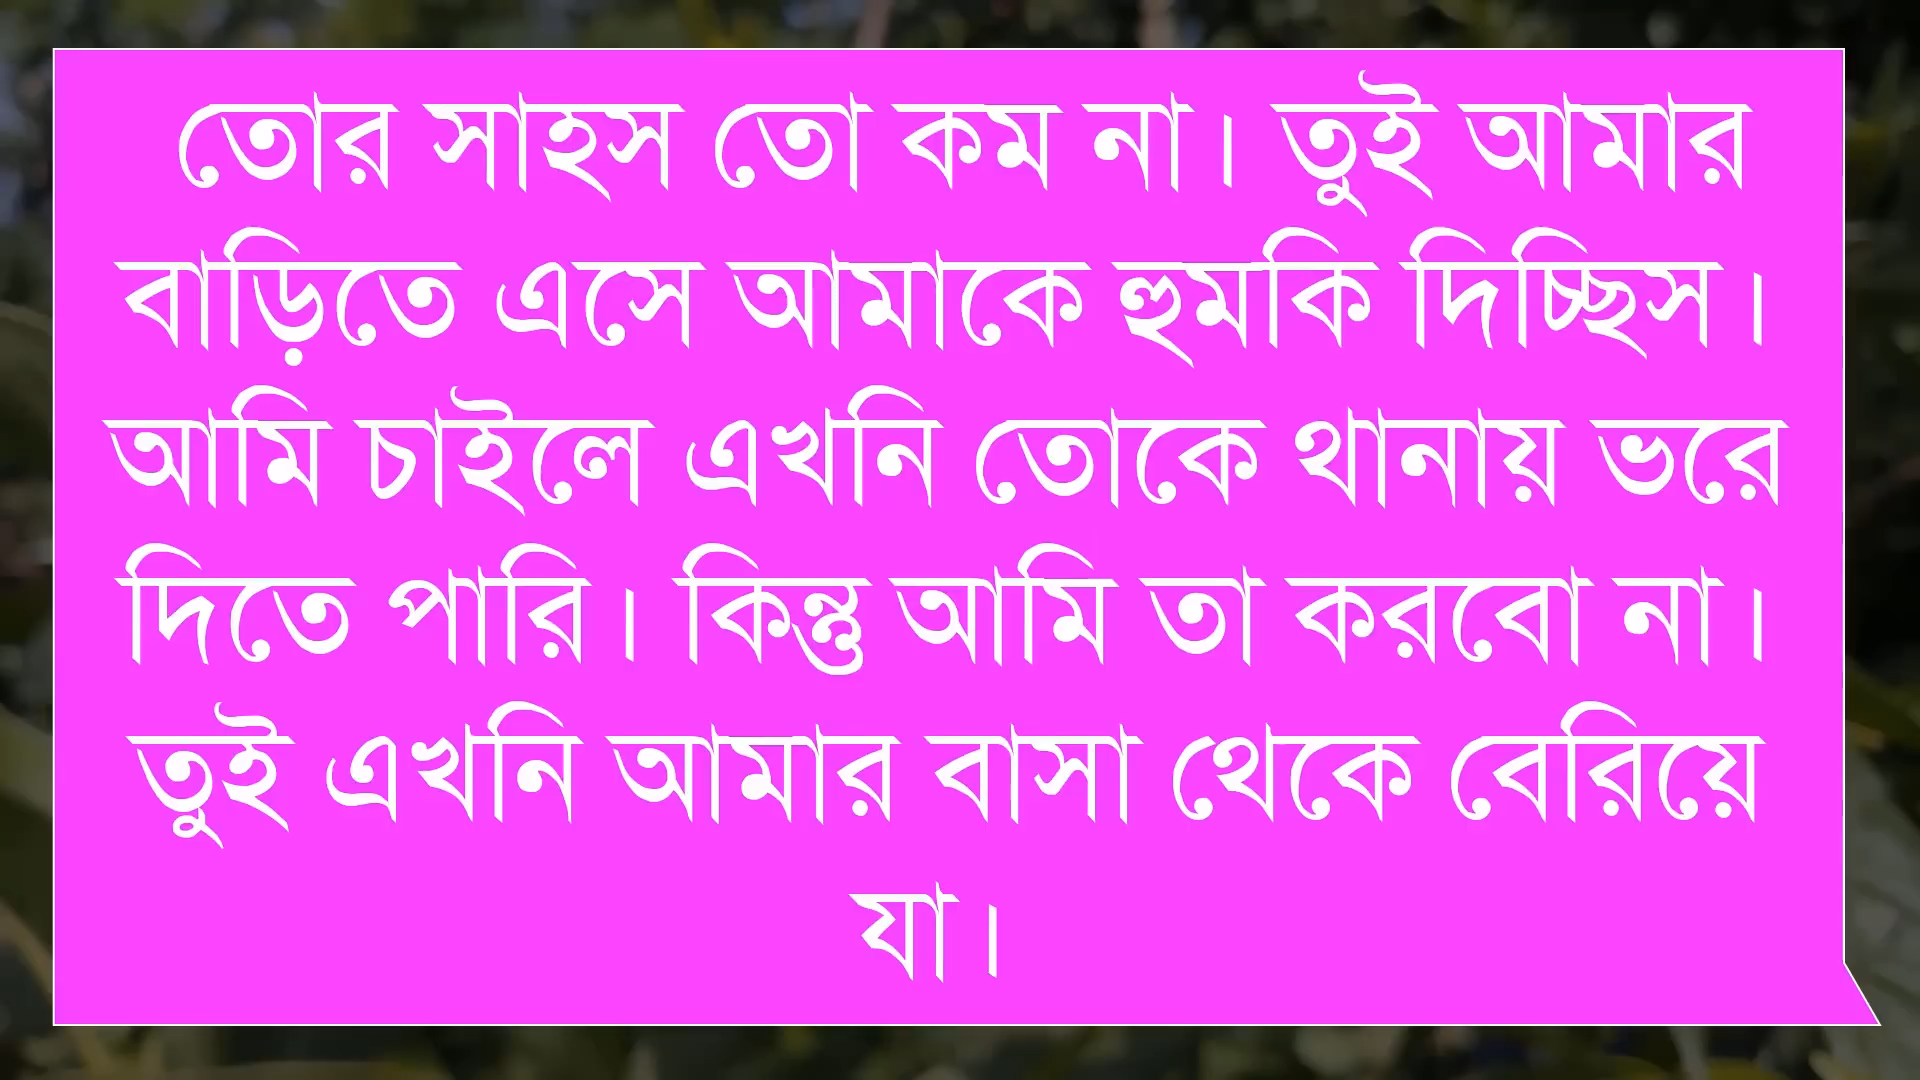 তোর সাহস তো কম না। তুই আমার
বাড়িতে এসে আমাকে হুমকি দিচ্ছিস।
আমি চাইলে এখনি তোকে থানায় ভরে
দিতে পারি। কিন্তু আমি তা করবো না।
তুই এখনি আমার বাসা থেকে বেরিয়ে
যা।